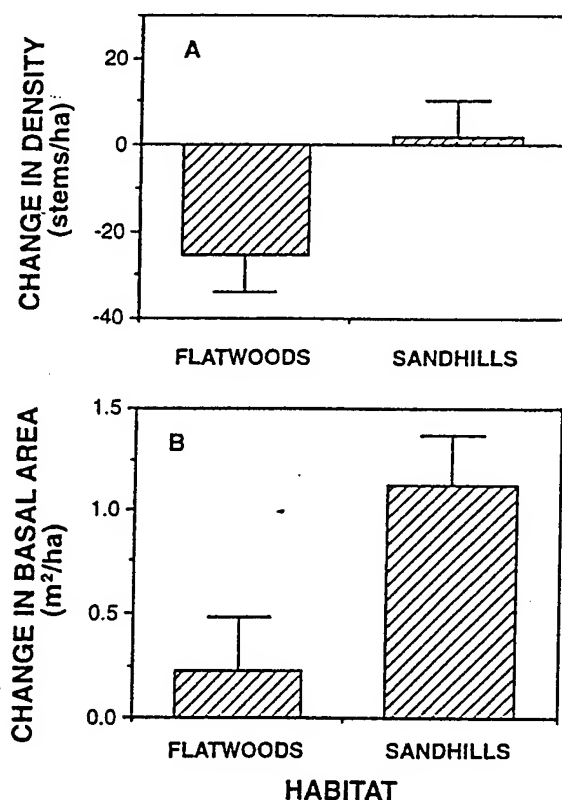 CHANGE IN DENSITY
(stems/ha)
A
20
0
-20
-40
FLATWOODS SANDHILLS
CHANGE IN BASAL AREA
(m²/ha)
B
1.5
1.0
0.5
0.0
FLATWOODS SANDHILLS
HABITAT